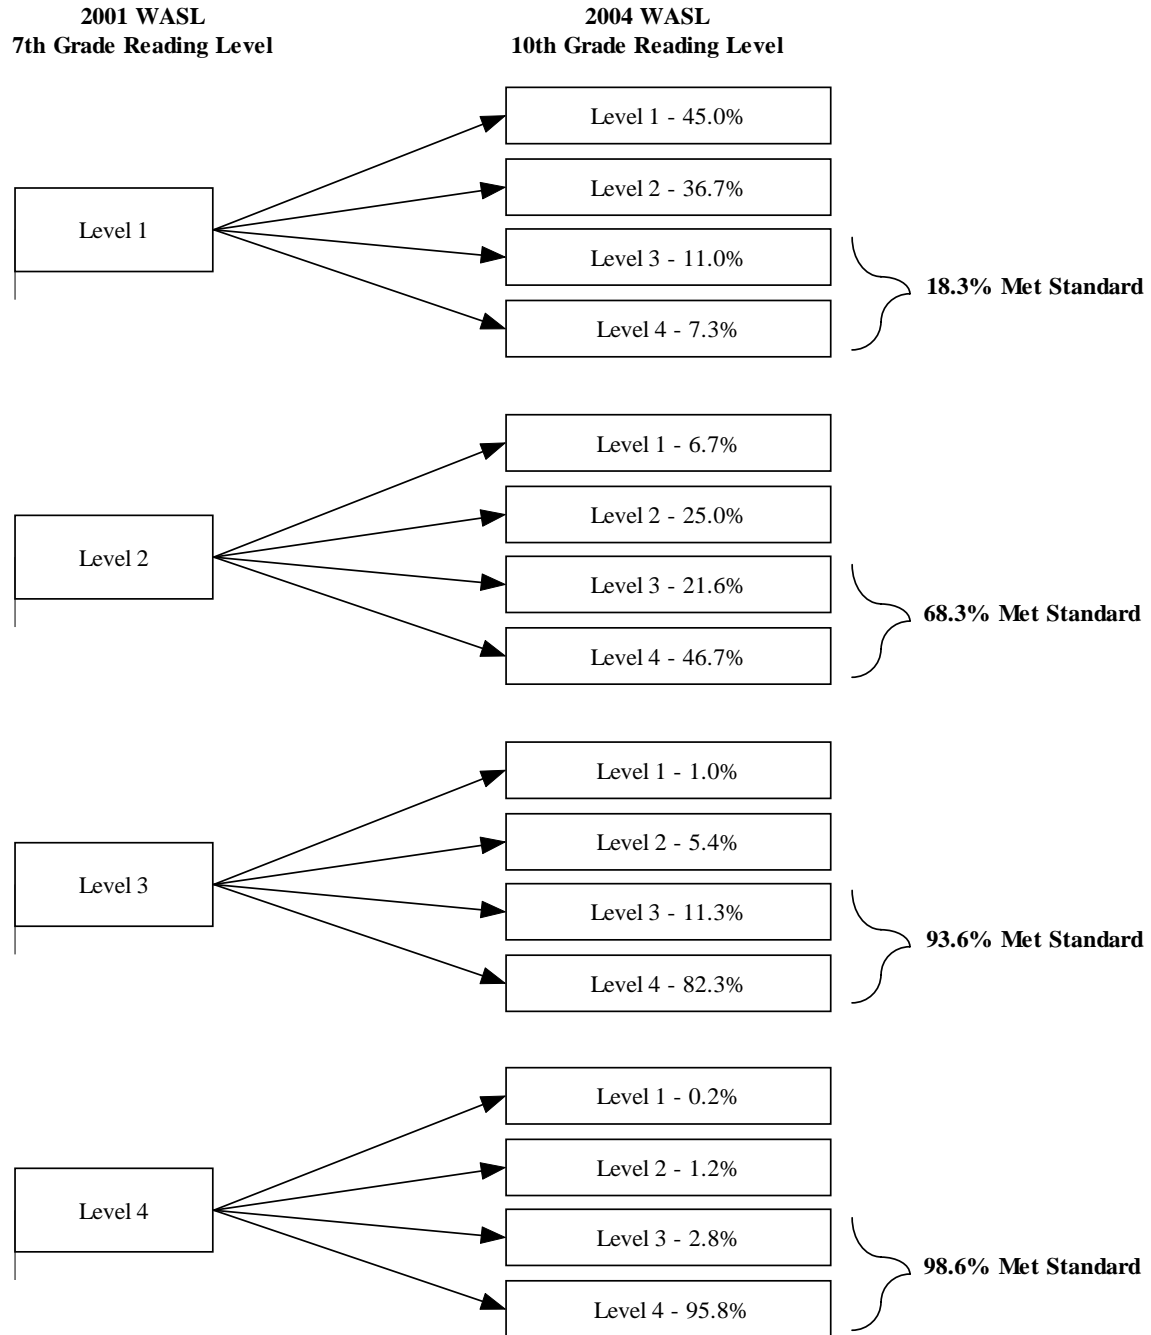 2001 WASL
7th Grade Reading Level
2004 WASL
10th Grade Reading Level
Level 1
Level 1 - 45.0%
Level 2 - 36.7%
Level 3 - 11.0%
Level 4 - 7.3%
18.3% Met Standard
Level 2
Level 1 - 6.7%
Level 2 - 25.0%
Level 3 - 21.6%
Level 4 - 46.7%
68.3% Met Standard
Level 3
Level 1 - 1.0%
Level 2 - 5.4%
Level 3 - 11.3%
Level 4 - 82.3%
93.6% Met Standard
Level 4
Level 1 - 0.2%
Level 2 - 1.2%
Level 3 - 2.8%
Level 4 - 95.8%
98.6% Met Standard